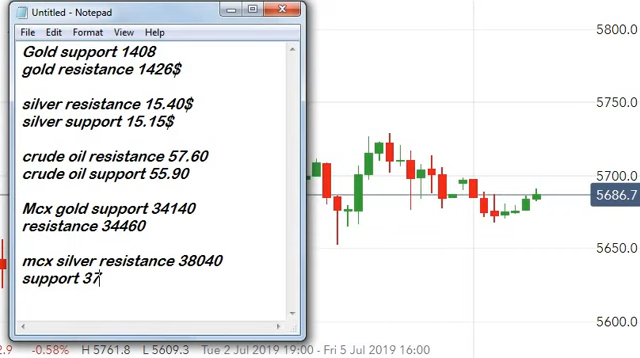 Untitled - Notepad
File Edit Format View Help
Gold support 1408
gold resistance 1426$
silver resistance 15.40$
silver support 15.15$
crude oil resistance 57.60
crude oil support 55.90
Mcx gold support 34140
resistance 34460
mcx silver resistance 38040
support 37
5800.0
5750.0
5700.0
5686.7
5650.0
5600.0
2.9 -0.58% H 5761.8 L 5609.3 Tue 2 Jul 2019 19:00 - Fri 5 Jul 2019 16:00